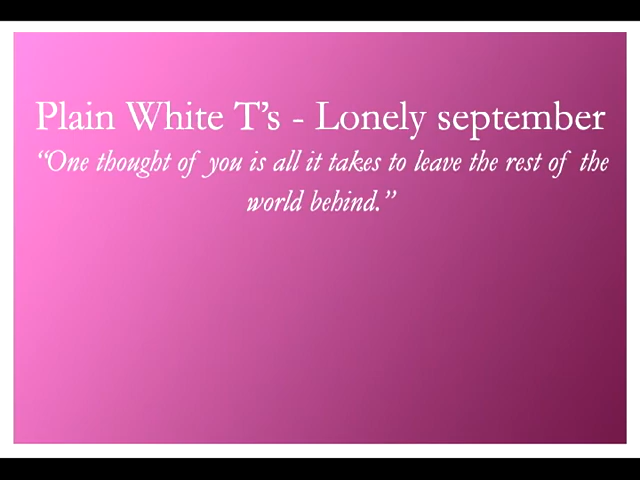 Plain White T’s - Lonely september
“One thought of you is all it takes to leave the rest of the
world behind.”